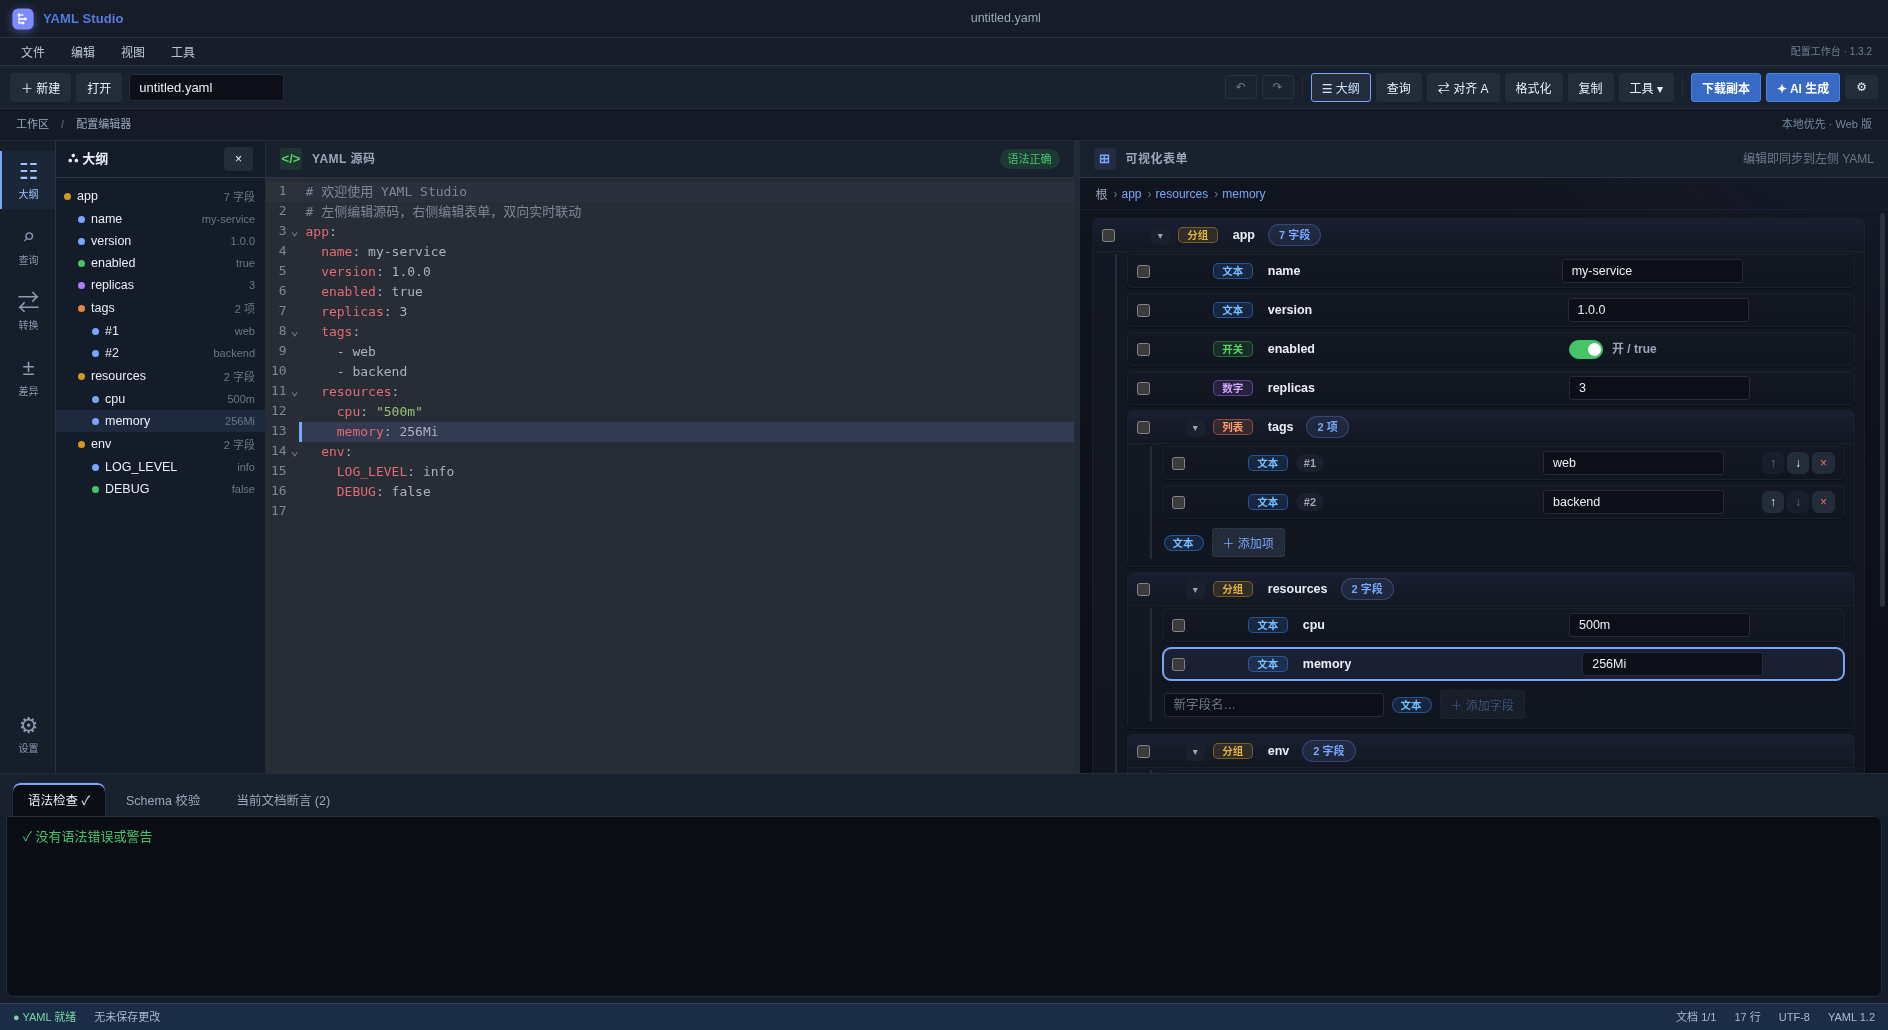 YAML Studio
untitled.yaml
文件 编辑 视图 工具
配置工作台 · 1.3.2
＋ 新建 打开 untitled.yaml
↶ ↷ ☰ 大纲 查询 ⇄ 对齐 A 格式化 复制 工具 ▾ 下载副本 ✦ AI 生成 ⚙
工作区 / 配置编辑器
本地优先 · Web 版
大纲
查询
转换
± 差异
设置
大纲 ×
app 7 字段
name my-service
version 1.0.0
enabled true
replicas 3
tags 2 项
#1 web
#2 backend
resources 2 字段
cpu 500m
memory 256Mi
env 2 字段
LOG_LEVEL info
DEBUG false
</> YAML 源码 语法正确
1 # 欢迎使用 YAML Studio
2 # 左侧编辑源码，右侧编辑表单，双向实时联动
3 app:
4 name: my-service
5 version: 1.0.0
6 enabled: true
7 replicas: 3
8 tags:
9 - web
10 - backend
11 resources:
12 cpu: "500m"
13 memory: 256Mi
14 env:
15 LOG_LEVEL: info
16 DEBUG: false
17
可视化表单 编辑即同步到左侧 YAML
根 › app › resources › memory
▾ 分组 app 7 字段
文本 name my-service
文本 version 1.0.0
开关 enabled 开 / true
数字 replicas 3
▾ 列表 tags 2 项
文本 #1 web ↑ ↓ ×
文本 #2 backend ↑ ↓ ×
文本 ＋ 添加项
▾ 分组 resources 2 字段
文本 cpu 500m
文本 memory 256Mi
新字段名… 文本 ＋ 添加字段
▾ 分组 env 2 字段
语法检查 ✓ Schema 校验 当前文档断言 (2)
✓ 没有语法错误或警告
● YAML 就绪 无未保存更改
文档 1/1 17 行 UTF-8 YAML 1.2